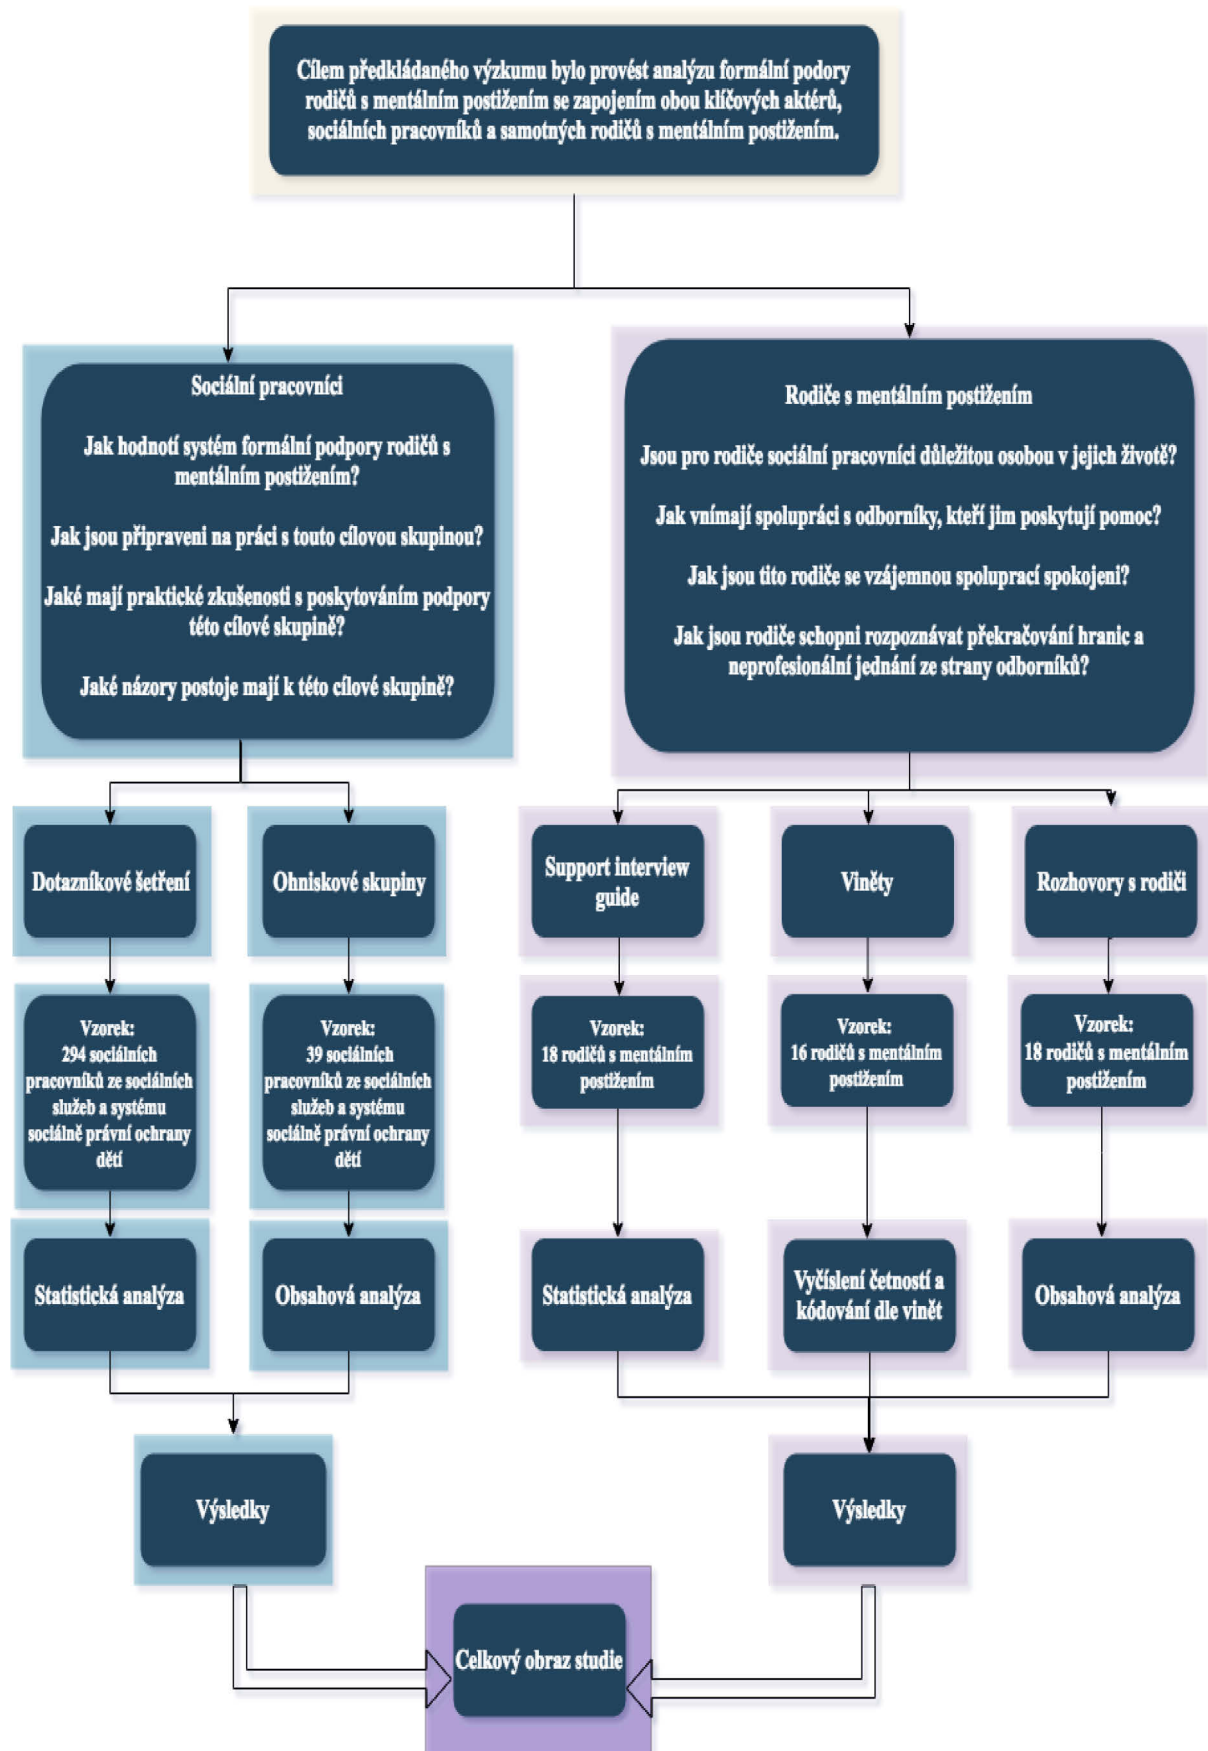 Cílem předkládaného výzkumu bylo provést analýzu formální podory
rodičů s mentálním postižením se zapojením obou klíčových aktérů,
sociálních pracovníků a samotných rodičů s mentálním postižením.
Sociální pracovníci
Jak hodnotí systém formální podpory rodičů s
mentálním postižením?
Jak jsou připraveni na práci s touto cílovou skupinou?
Jaké mají praktické zkušenosti s poskytováním podpory
této cílové skupině?
Jaké názory postoje mají k této cílové skupině?
Rodiče s mentálním postižením
Jsou pro rodiče sociální pracovníci důležitou osobou v jejich životě?
Jak vnímají spolupráci s odborníky, kteří jim poskytují pomoc?
Jak jsou tito rodiče se vzájemnou spoluprací spokojeni?
Jak jsou rodiče schopni rozpoznávat překračování hranic a
neprofesionální jednání ze strany odborníků?
Dotazníkové šetření
Ohniskové skupiny
Support interview
guide
Viněty
Rozhovory s rodiči
Vzorek:
294 sociálních
pracovníků ze sociálních
služeb a systému
sociálně právní ochrany
dětí
Vzorek:
39 sociálních
pracovníků ze sociálních
služeb a systému
sociálně právní ochrany
dětí
Vzorek:
18 rodičů s mentálním
postižením
Vzorek:
16 rodičů s mentálním
postižením
Vzorek:
18 rodičů s mentálním
postižením
Statistická analýza
Obsahová analýza
Statistická analýza
Vyčíslení četností a
kódování dle vinět
Obsahová analýza
Výsledky
Výsledky
Celkový obraz studie